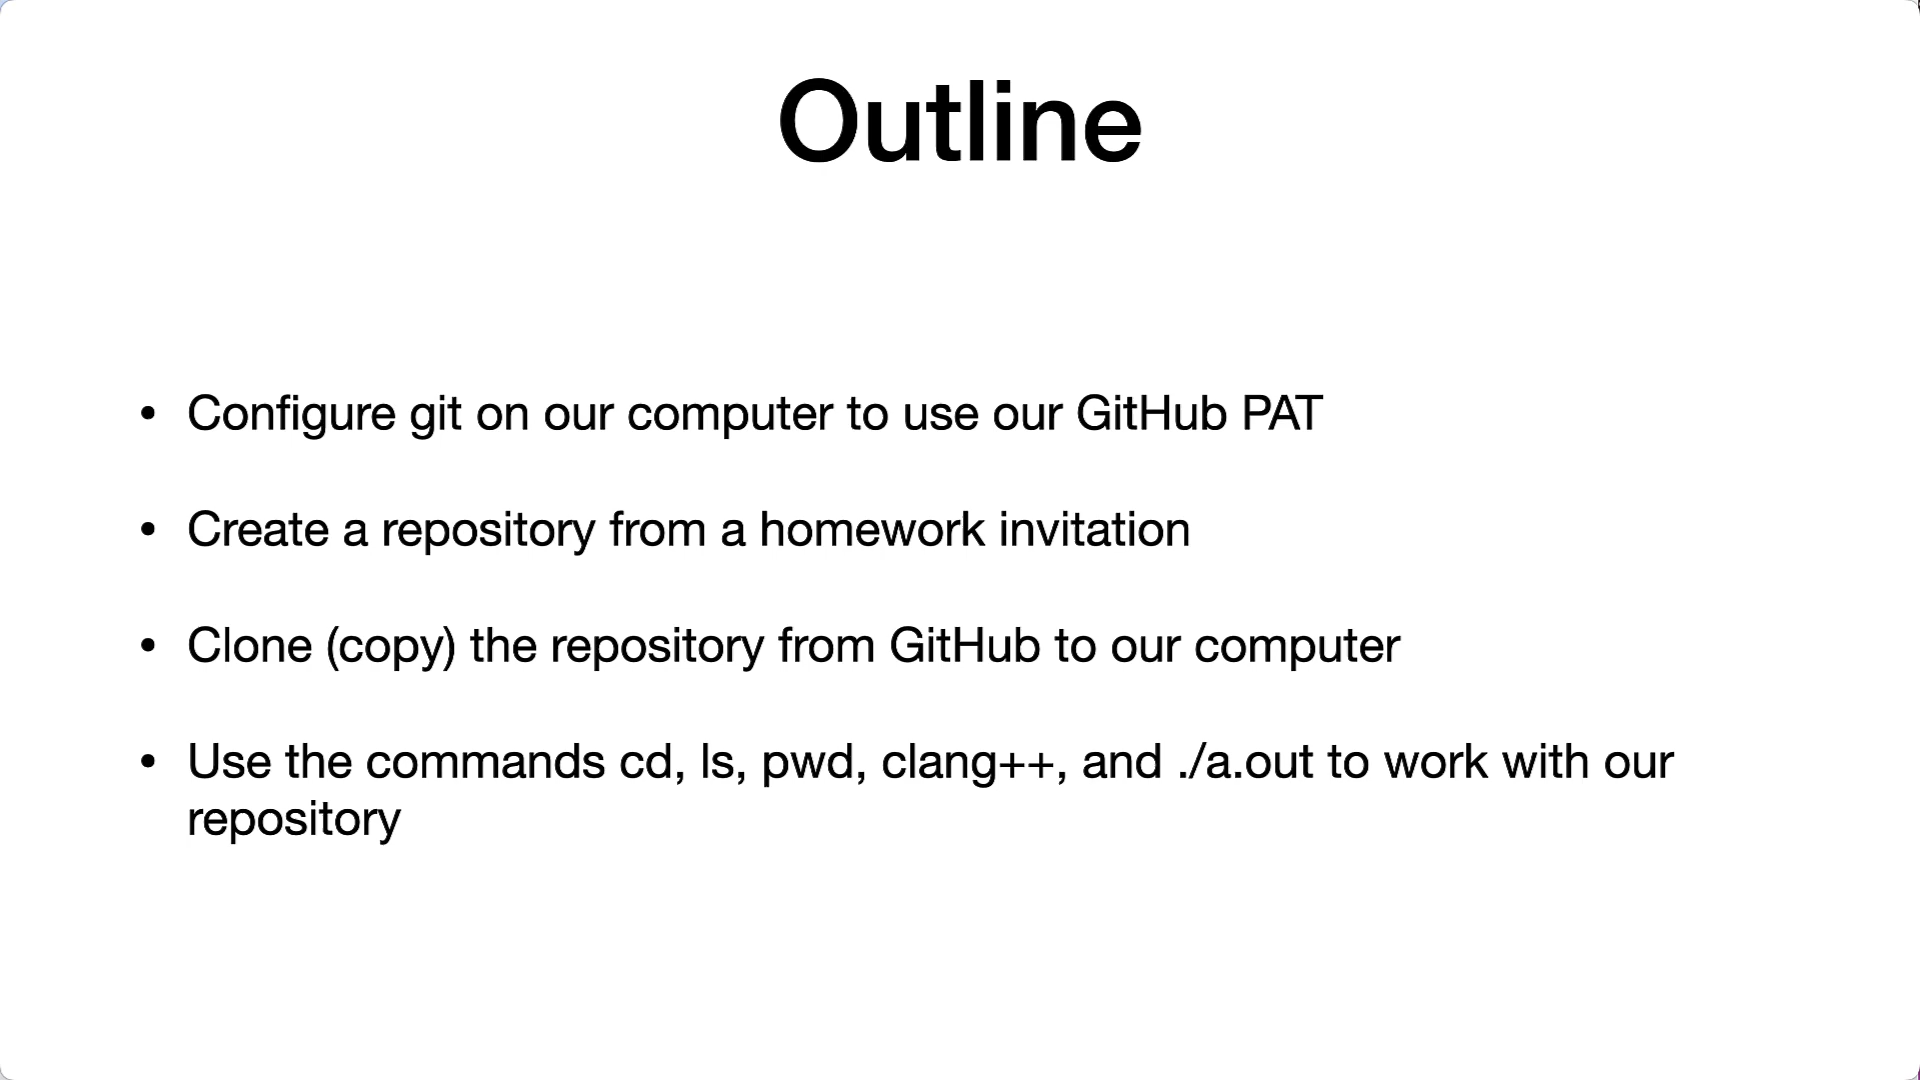 Outline
• Configure git on our computer to use our GitHub PAT
• Create a repository from a homework invitation
• Clone (copy) the repository from GitHub to our computer
• Use the commands cd, ls, pwd, clang++, and ./a.out to work with our
repository